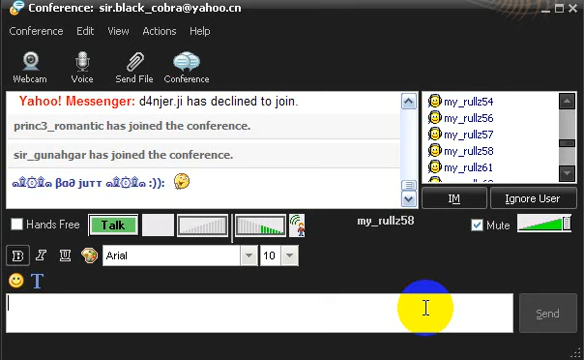 Conference: sir.black_cobra@yahoo.cn
Conference Edit View Actions Help
Webcam Voice Send File Conference
Yahoo! Messenger: d4njer.ji has declined to join.
princ3_romantic has joined the conference.
sir_gunahgar has joined the conference.
βα∂ juττ :)):
my_rullz54
my_rullz56
my_rullz57
my_rullz58
my_rullz61
IM Ignore User
Hands Free Talk my_rullz58 Mute
B I U Arial 10
T
Send